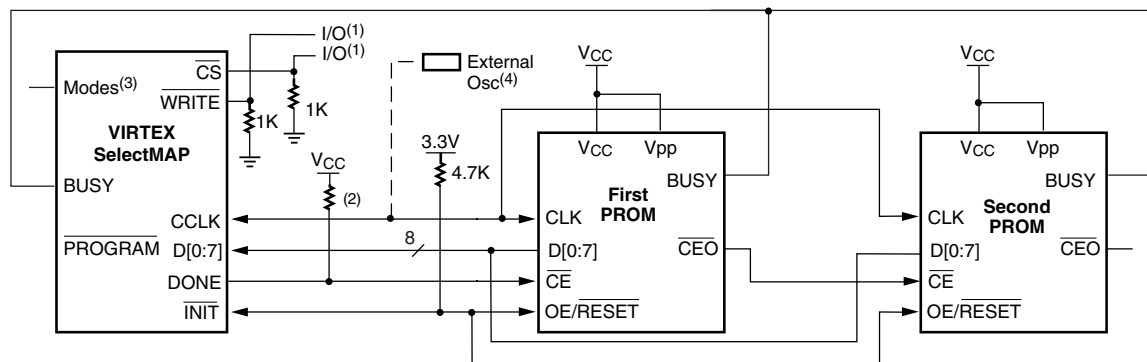 I/O(1)
I/O(1)
CS
Modes(3)
WRITE
1K
1K
VIRTEX
SelectMAP
VCC
(2)
BUSY
CCLK
PROGRAM
D[0:7]
DONE
INIT
External
Osc(4)
3.3V
4.7K
8
VCC
VCC
Vpp
BUSY
First
PROM
CLK
D[0:7]
CEO
CE
OE/RESET
VCC
VCC
Vpp
BUSY
Second
PROM
CLK
D[0:7]
CEO
CE
OE/RESET